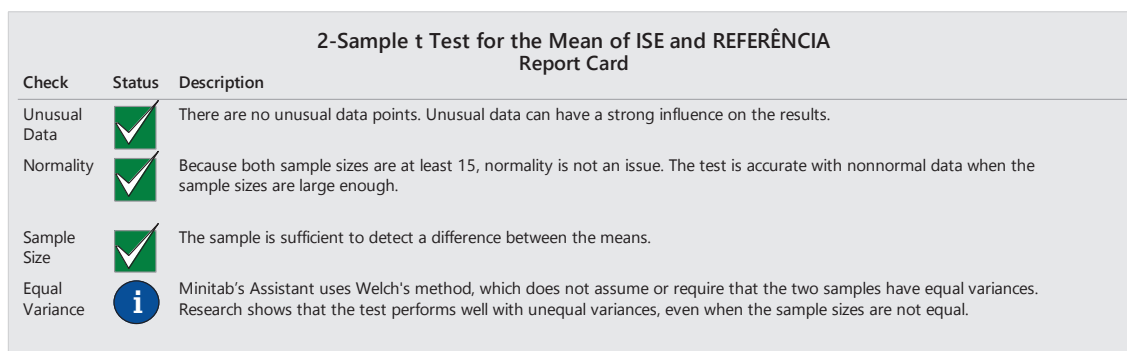 2-Sample t Test for the Mean of ISE and REFERÊNCIA
Report Card
Check Status Description
Unusual
Data
There are no unusual data points. Unusual data can have a strong influence on the results.
Normality
Because both sample sizes are at least 15, normality is not an issue. The test is accurate with nonnormal data when the
sample sizes are large enough.
Sample
Size
The sample is sufficient to detect a difference between the means.
Equal
Variance
i
Minitab's Assistant uses Welch's method, which does not assume or require that the two samples have equal variances.
Research shows that the test performs well with unequal variances, even when the sample sizes are not equal.